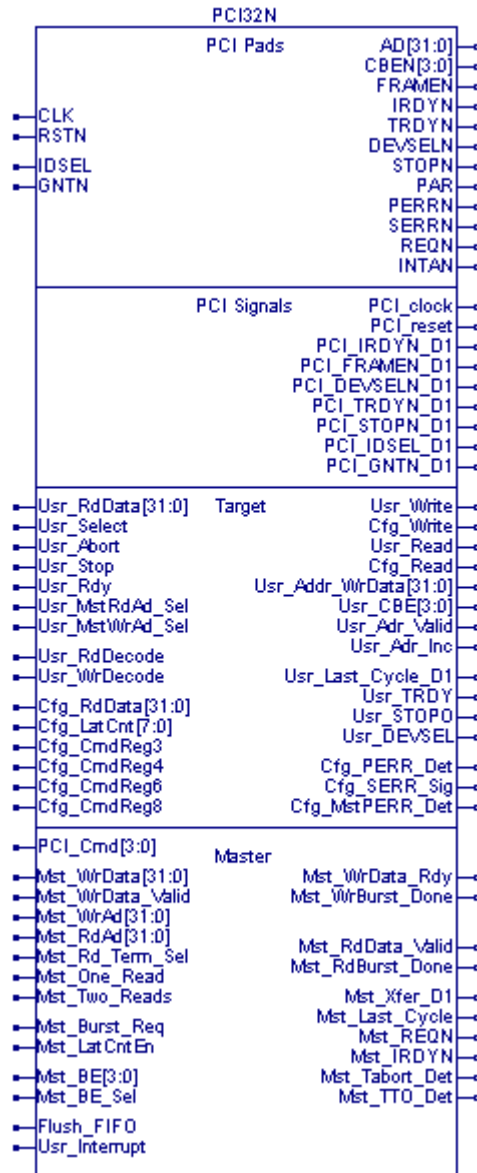 PCI32N
PCI Pads AD[31:0]
CBEN[3:0]
FRAMEN
IRDYN
CLK TRDYN
RSTN DEVSELN
IDSEL STOPN
GNTN PAR
PERRN
SERRN
REQN
INTAN
PCI Signals PCI_clock
PCI_reset
PCI_IRDYN_D1
PCI_FRAMEN_D1
PCI_DEVSELN_D1
PCI_TRDYN_D1
PCI_STOPN_D1
PCI_IDSEL_D1
PCI_GNTN_D1
Usr_RdData[31:0] Target Usr_Write
Usr_Select Cfg_Write
Usr_Abort Usr_Read
Usr_Stop Cfg_Read
Usr_Rdy Usr_Addr_WrData[31:0]
Usr_MstRdAd_Sel Usr_CBE[3:0]
Usr_MstWrAd_Sel Usr_Adr_Valid
Usr_Adr_Inc
Usr_RdDecode
Usr_WrDecode Usr_Last_Cycle_D1
Usr_TRDY
Cfg_RdData[31:0] Usr_STOPO
Cfg_LatCnt[7:0] Usr_DEVSEL
Cfg_CmdReg3
Cfg_CmdReg4 Cfg_PERR_Det
Cfg_CmdReg6 Cfg_SERR_Sig
Cfg_CmdReg8 Cfg_MstPERR_Det
PCI_Cmd[3:0] Master
Mst_WrData[31:0] Mst_WrData_Rdy
Mst_WrData_Valid Mst_WrBurst_Done
Mst_WrAd[31:0]
Mst_RdAd[31:0] Mst_RdData_Valid
Mst_Rd_Term_Sel Mst_RdBurst_Done
Mst_One_Read
Mst_Two_Reads Mst_Xfer_D1
Mst_Last_Cycle
Mst_Burst_Req Mst_REQN
Mst_LatCntEn Mst_IRDYN
Mst_BE[3:0] Mst_Tabort_Det
Mst_BE_Sel Mst_TTO_Det
Flush_FIFO
Usr_Interrupt